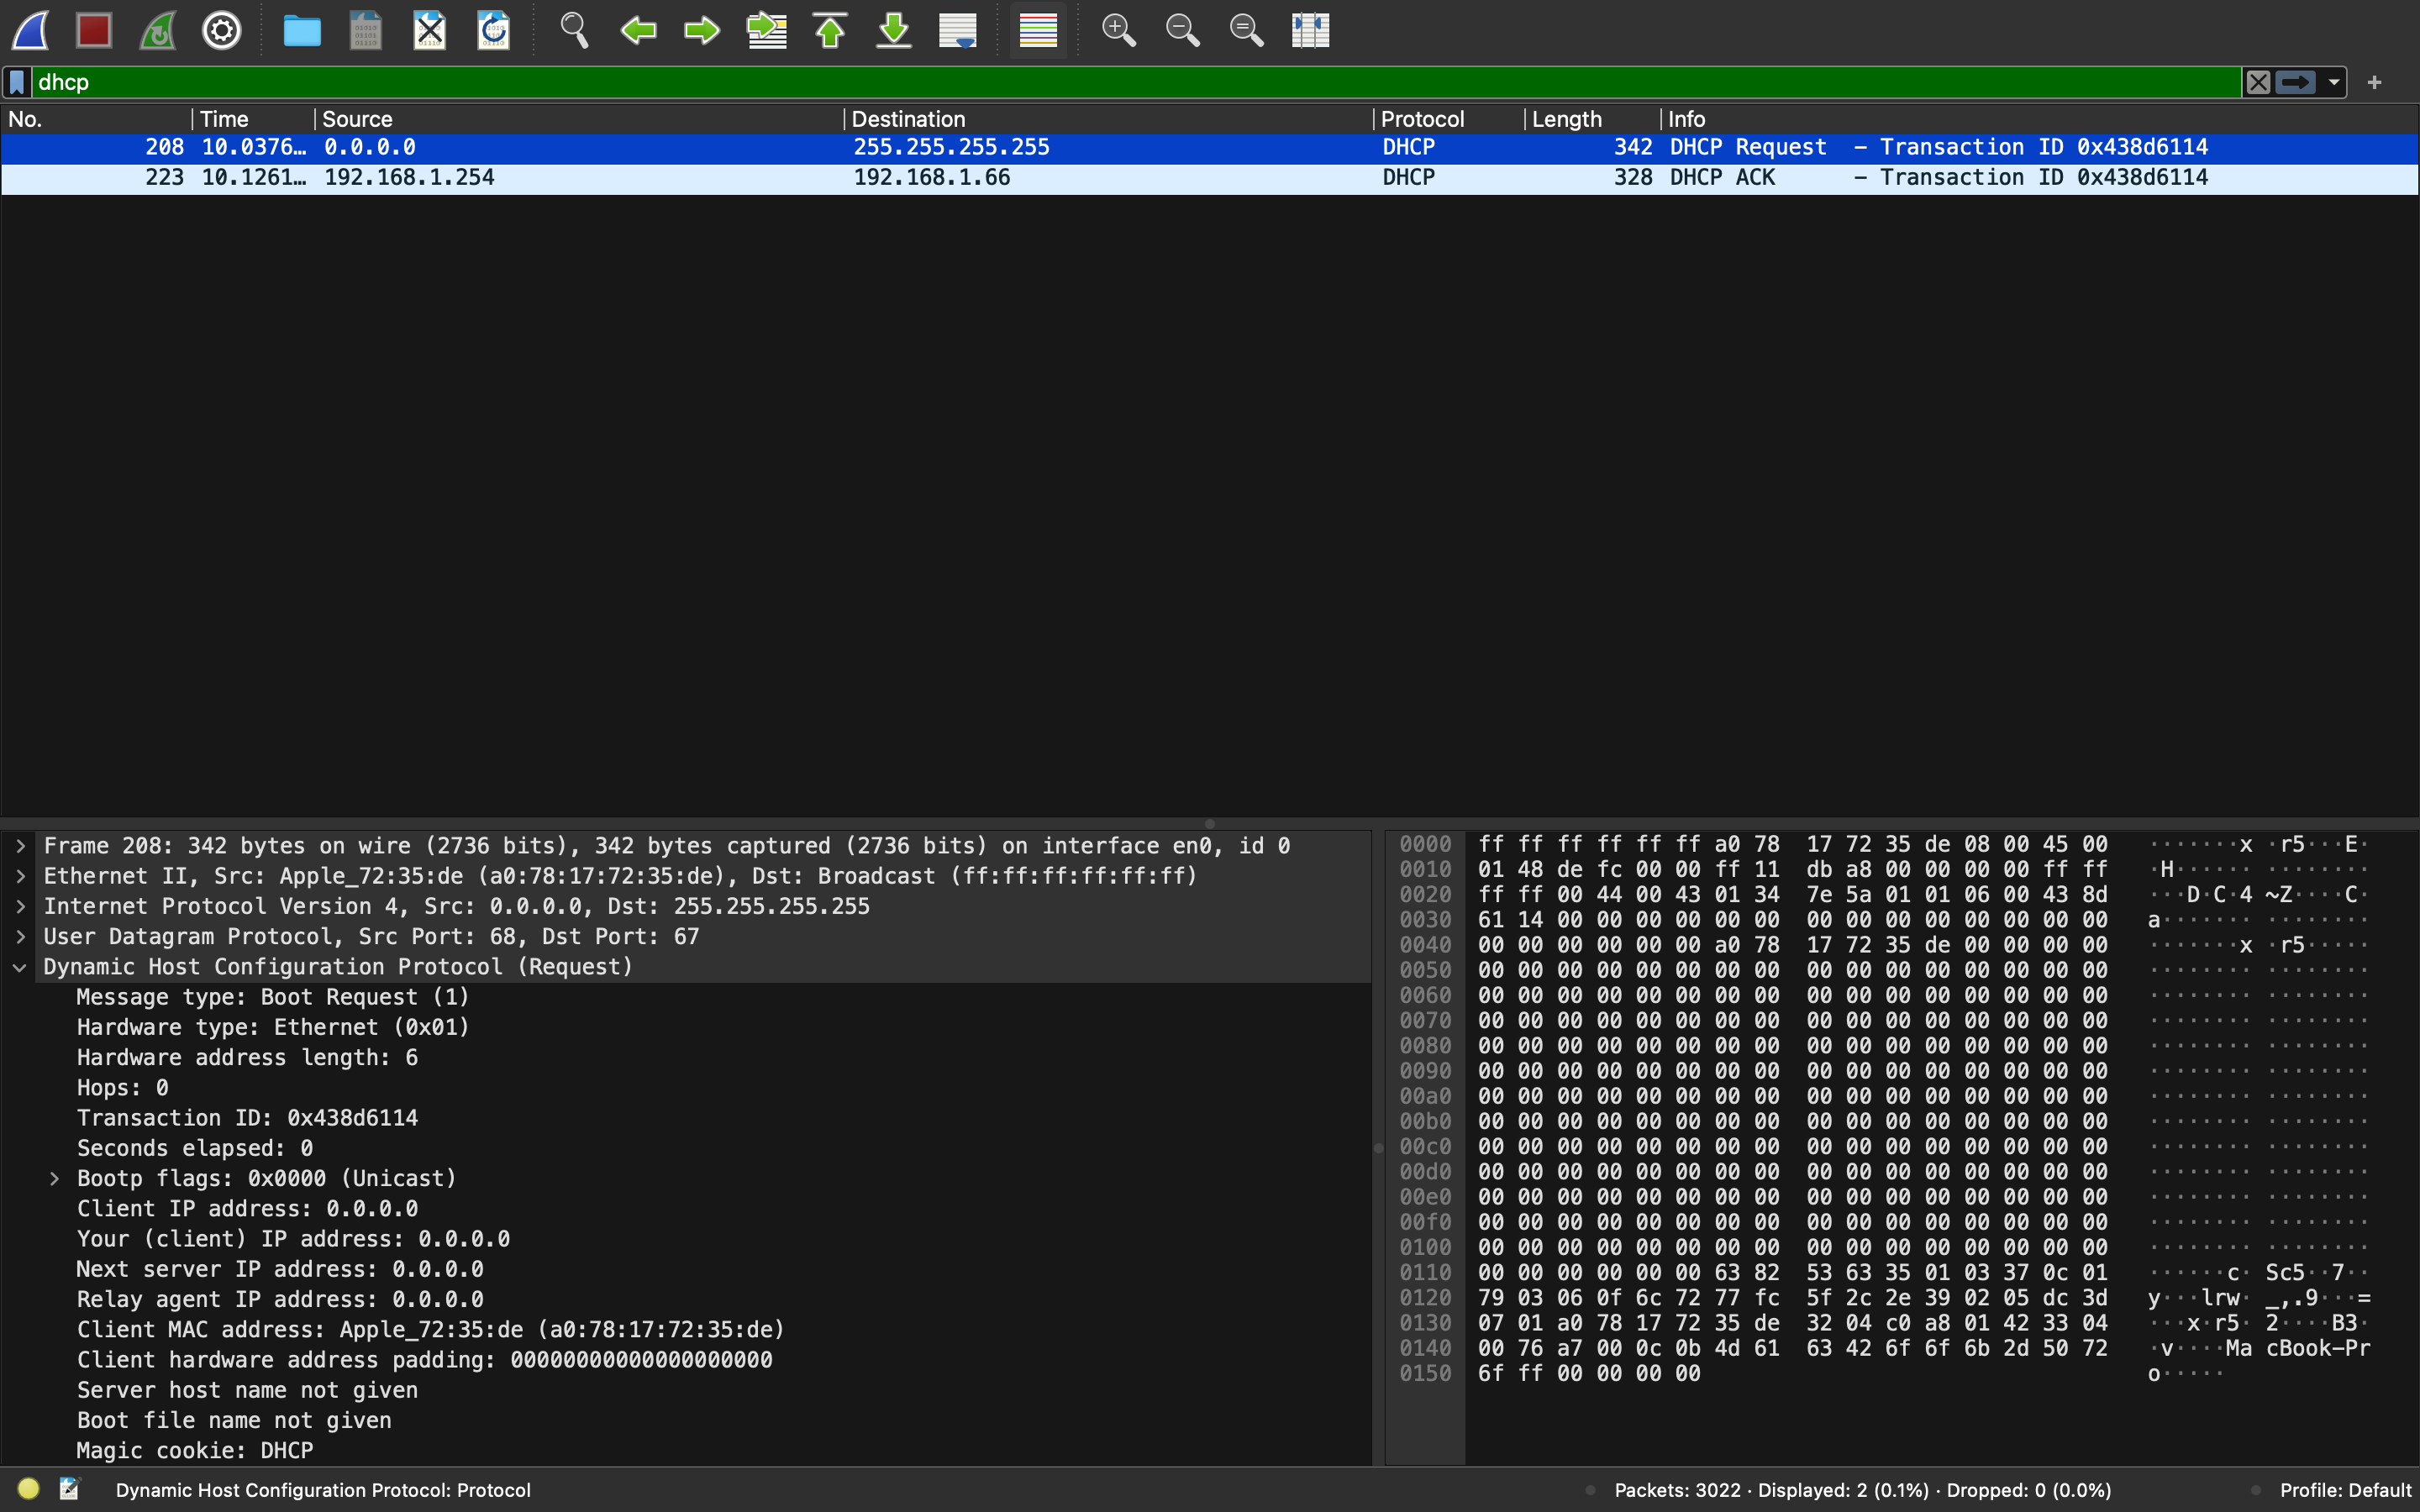 dhcp
No. Time Source Destination Protocol Length Info
208 10.0376… 0.0.0.0 255.255.255.255 DHCP 342 DHCP Request – Transaction ID 0x438d6114
223 10.1261… 192.168.1.254 192.168.1.66 DHCP 328 DHCP ACK – Transaction ID 0x438d6114
Frame 208: 342 bytes on wire (2736 bits), 342 bytes captured (2736 bits) on interface en0, id 0
Ethernet II, Src: Apple_72:35:de (a0:78:17:72:35:de), Dst: Broadcast (ff:ff:ff:ff:ff:ff)
Internet Protocol Version 4, Src: 0.0.0.0, Dst: 255.255.255.255
User Datagram Protocol, Src Port: 68, Dst Port: 67
Dynamic Host Configuration Protocol (Request)
Message type: Boot Request (1)
Hardware type: Ethernet (0x01)
Hardware address length: 6
Hops: 0
Transaction ID: 0x438d6114
Seconds elapsed: 0
Bootp flags: 0x0000 (Unicast)
Client IP address: 0.0.0.0
Your (client) IP address: 0.0.0.0
Next server IP address: 0.0.0.0
Relay agent IP address: 0.0.0.0
Client MAC address: Apple_72:35:de (a0:78:17:72:35:de)
Client hardware address padding: 00000000000000000000
Server host name not given
Boot file name not given
Magic cookie: DHCP
0000 ff ff ff ff ff ff a0 78 17 72 35 de 08 00 45 00 ·······x ·r5···E·
0010 01 48 de fc 00 00 ff 11 db a8 00 00 00 00 ff ff ·H······ ········
0020 ff ff 00 44 00 43 01 34 7e 5a 01 01 06 00 43 8d ···D·C·4 ~Z····C·
0030 61 14 00 00 00 00 00 00 00 00 00 00 00 00 00 00 a······· ········
0040 00 00 00 00 00 00 a0 78 17 72 35 de 00 00 00 00 ·······x ·r5·····
0050 00 00 00 00 00 00 00 00 00 00 00 00 00 00 00 00 ········ ········
0060 00 00 00 00 00 00 00 00 00 00 00 00 00 00 00 00 ········ ········
0070 00 00 00 00 00 00 00 00 00 00 00 00 00 00 00 00 ········ ········
0080 00 00 00 00 00 00 00 00 00 00 00 00 00 00 00 00 ········ ········
0090 00 00 00 00 00 00 00 00 00 00 00 00 00 00 00 00 ········ ········
00a0 00 00 00 00 00 00 00 00 00 00 00 00 00 00 00 00 ········ ········
00b0 00 00 00 00 00 00 00 00 00 00 00 00 00 00 00 00 ········ ········
00c0 00 00 00 00 00 00 00 00 00 00 00 00 00 00 00 00 ········ ········
00d0 00 00 00 00 00 00 00 00 00 00 00 00 00 00 00 00 ········ ········
00e0 00 00 00 00 00 00 00 00 00 00 00 00 00 00 00 00 ········ ········
00f0 00 00 00 00 00 00 00 00 00 00 00 00 00 00 00 00 ········ ········
0100 00 00 00 00 00 00 00 00 00 00 00 00 00 00 00 00 ········ ········
0110 00 00 00 00 00 00 63 82 53 63 35 01 03 37 0c 01 ······c· Sc5··7··
0120 79 03 06 0f 6c 72 77 fc 5f 2c 2e 39 02 05 dc 3d y···lrw· _,.9···=
0130 07 01 a0 78 17 72 35 de 32 04 c0 a8 01 42 33 04 ···x·r5· 2····B3·
0140 00 76 a7 00 0c 0b 4d 61 63 42 6f 6f 6b 2d 50 72 ·v····Ma cBook-Pr
0150 6f ff 00 00 00 00 o·····
Dynamic Host Configuration Protocol: Protocol
Packets: 3022 · Displayed: 2 (0.1%) · Dropped: 0 (0.0%)
Profile: Default